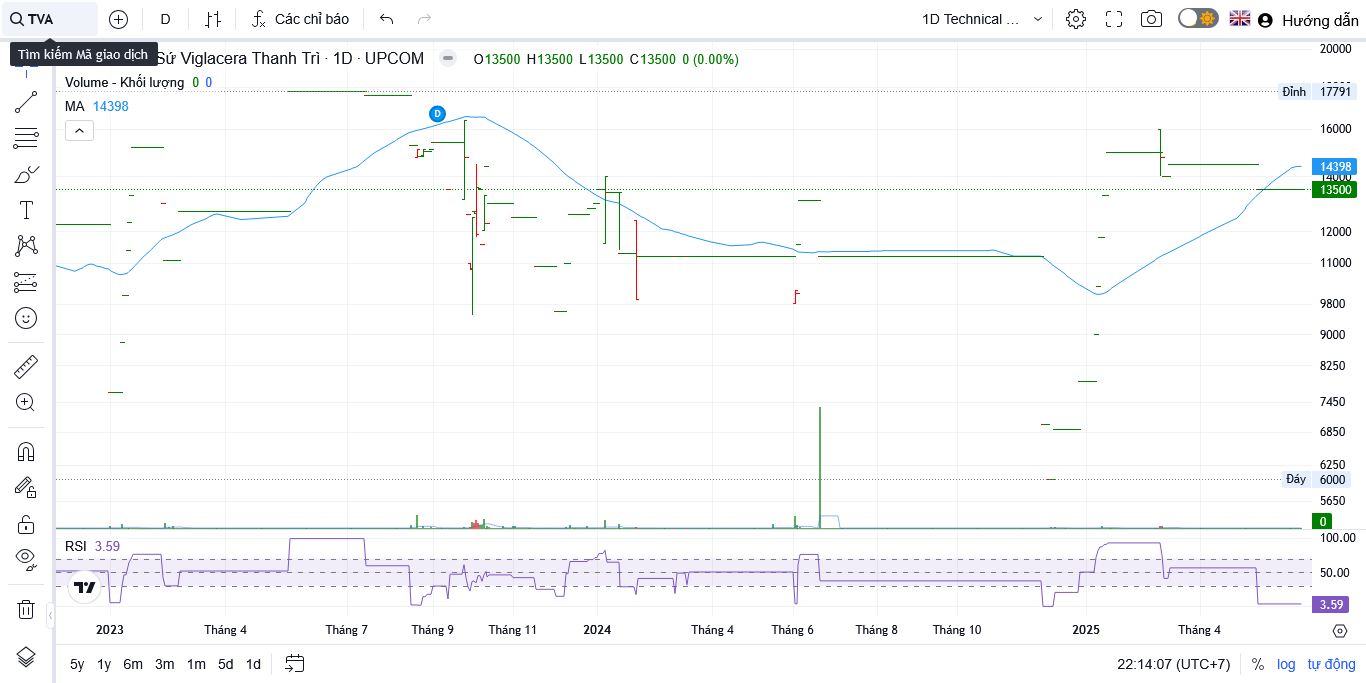 TVA D Các chỉ báo 1D Technical ... Hướng dẫn
Tìm kiếm Mã giao dịch
Sứ Viglacera Thanh Trì · 1D · UPCOM O13500 H13500 L13500 C13500 0 (0.00%)
Volume - Khối lượng 0 0
MA 14398
D
20000
Đỉnh 17791
16000
14398
14000
13500
12000
11000
9800
9000
8250
7450
6850
6250
Đáy 6000
5650
0
RSI 3.59
100.00
50.00
3.59
2023 Tháng 4 Tháng 7 Tháng 9 Tháng 11 2024 Tháng 4 Tháng 6 Tháng 8 Tháng 10 2025 Tháng 4
5y 1y 6m 3m 1m 5d 1d 22:14:07 (UTC+7) % log tự động